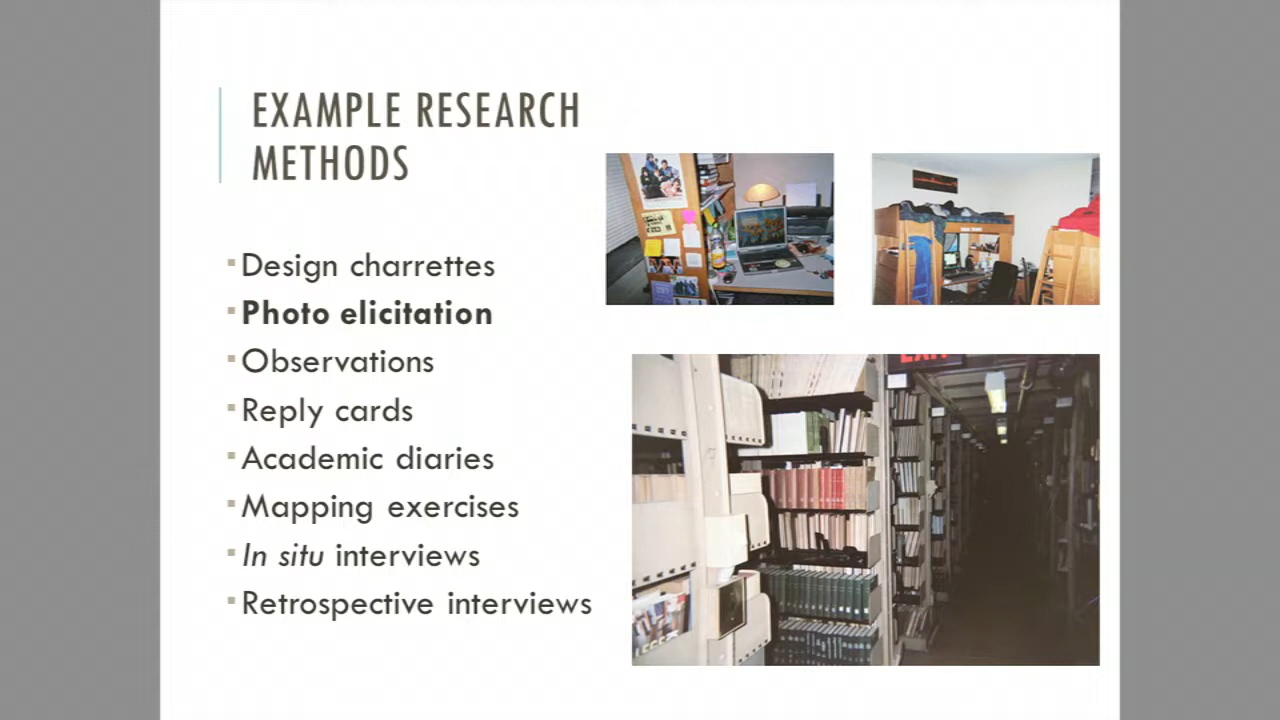 EXAMPLE RESEARCH
METHODS
Design charrettes
Photo elicitation
Observations
Reply cards
Academic diaries
Mapping exercises
In situ interviews
Retrospective interviews
EXIT